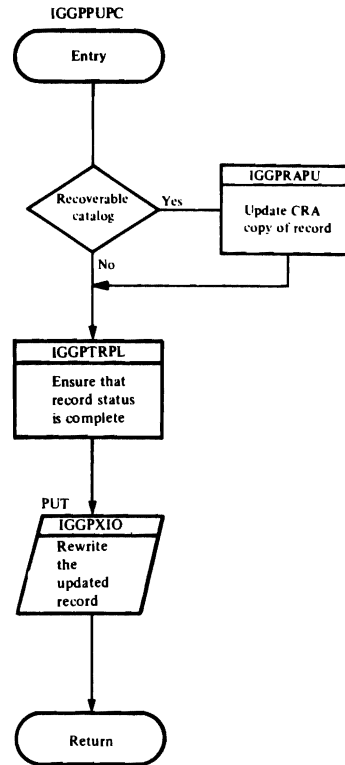 IGGPPUPC
Entry
Recoverable
catalog
Yes
IGGPRAPU
Update CRA
copy of record
No
IGGPTRPL
Ensure that
record status
is complete
PUT
IGGPXIO
Rewrite
the
updated
record
Return